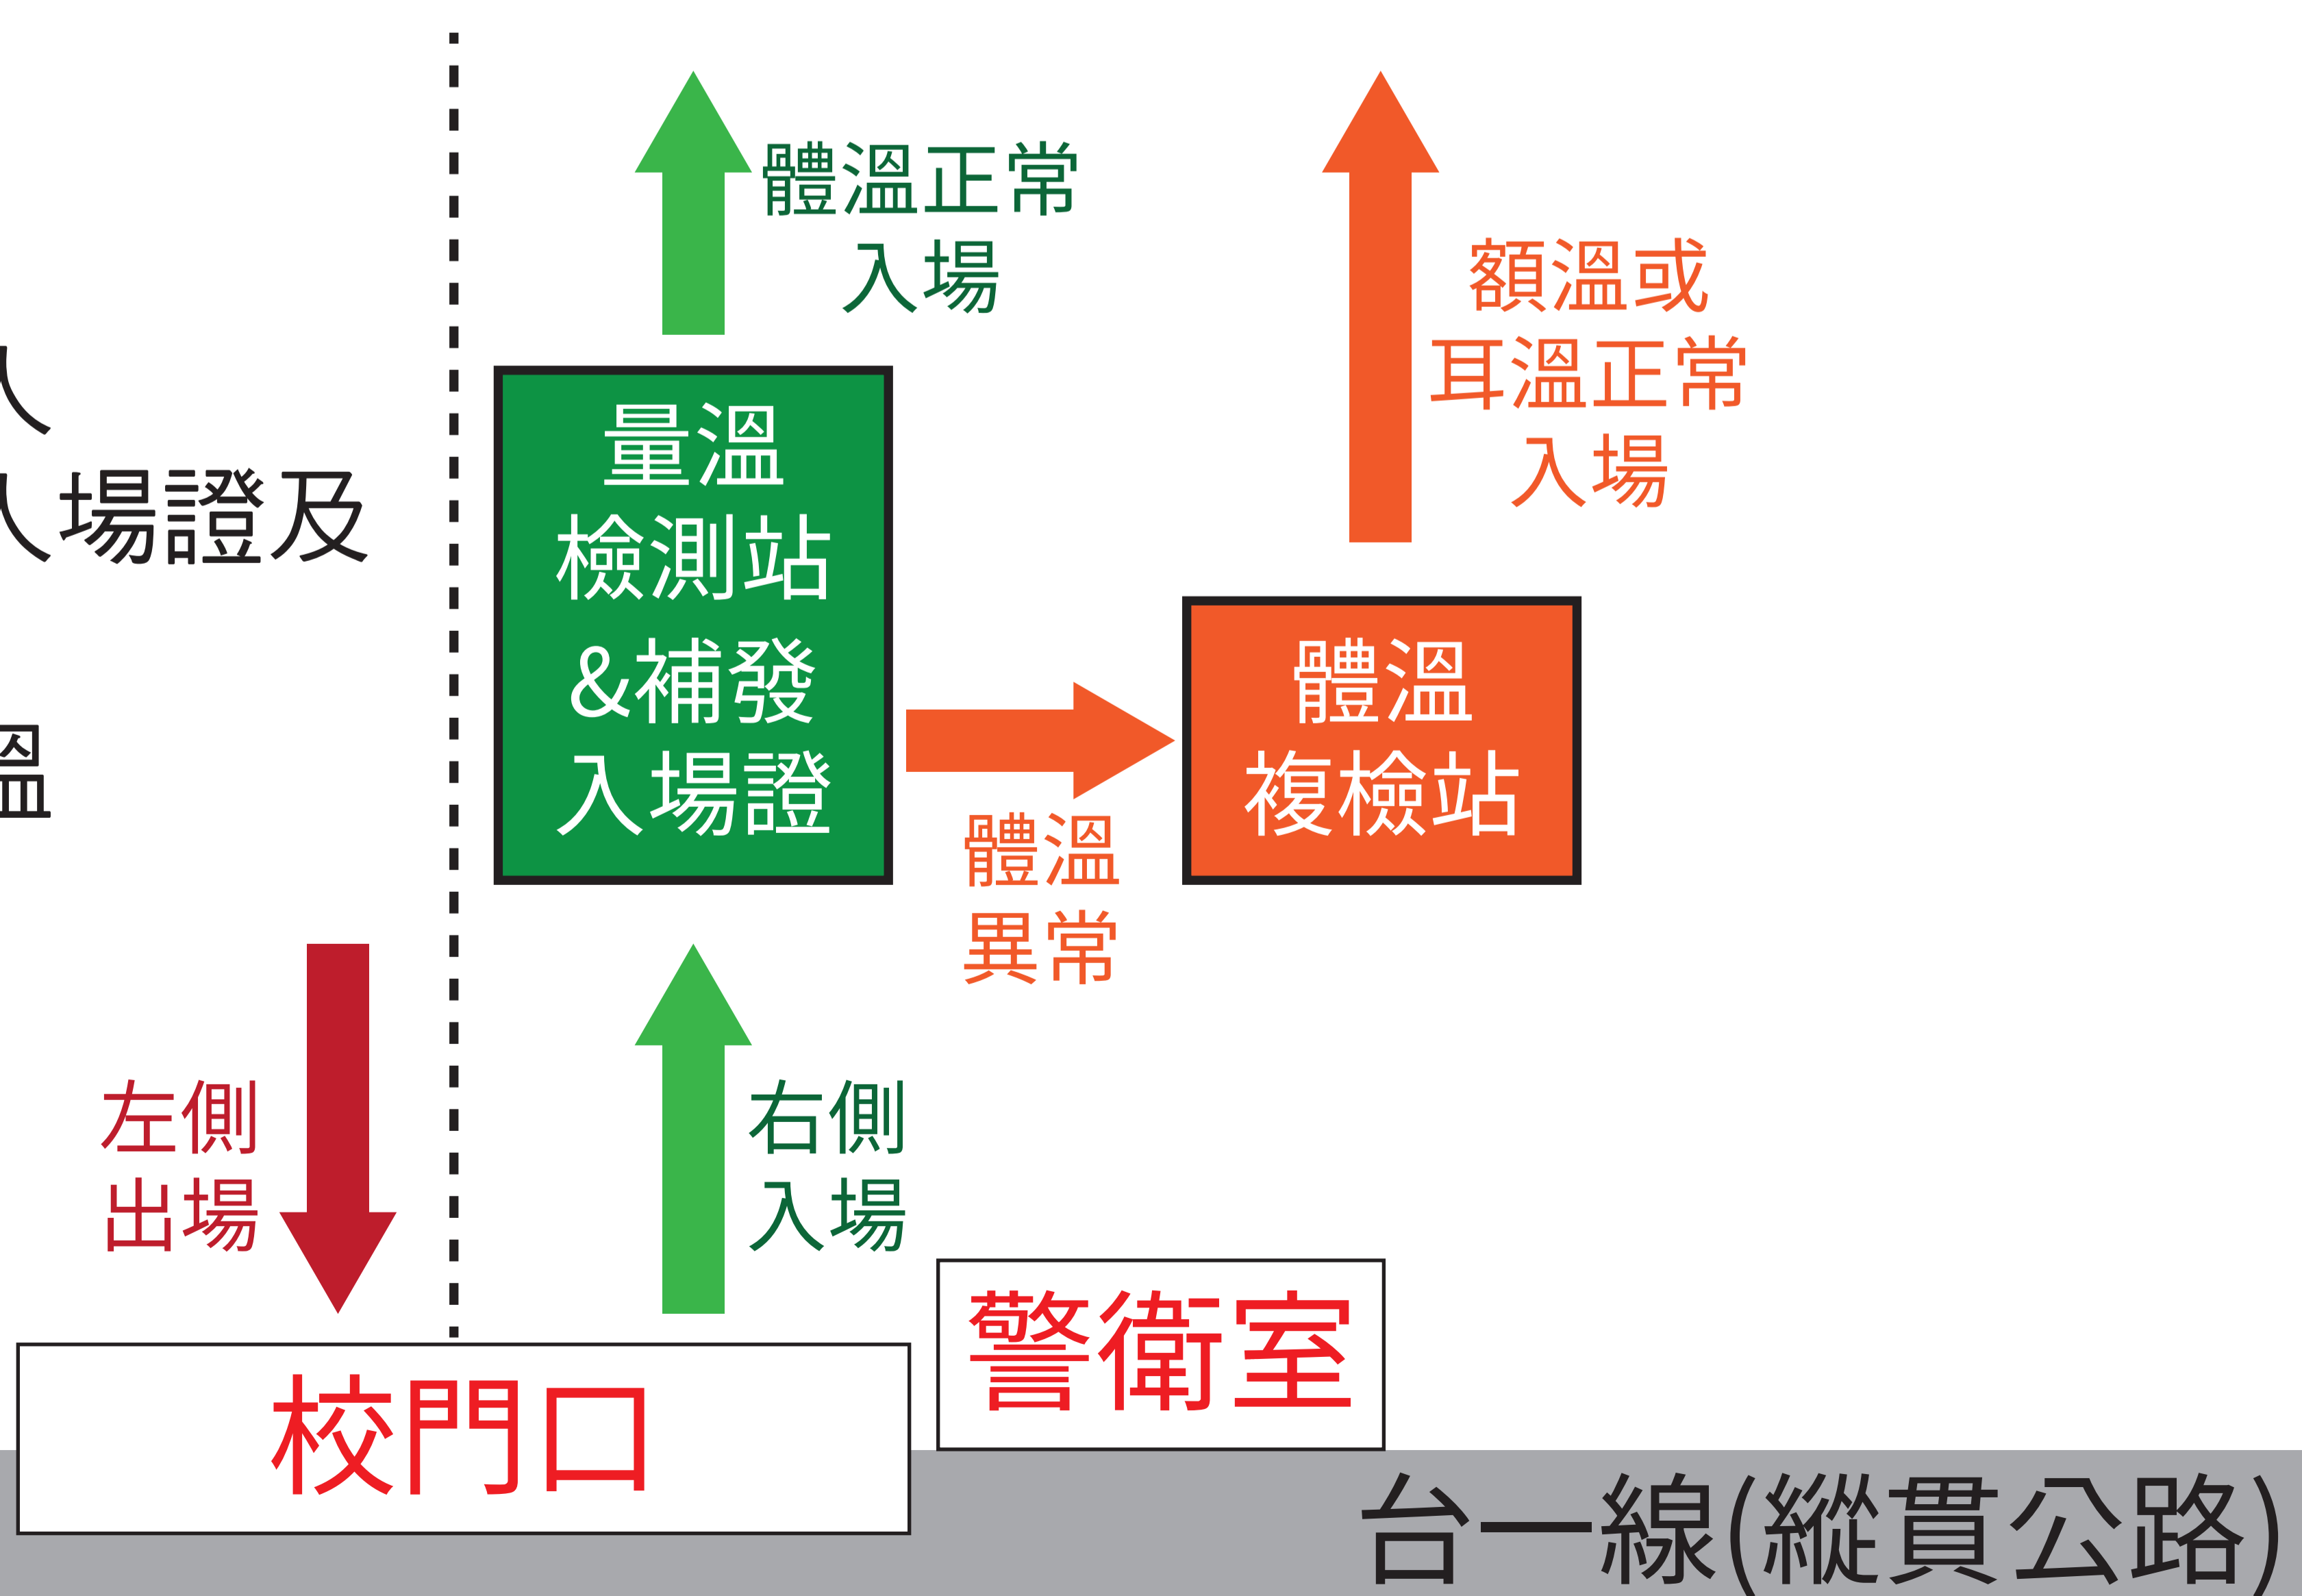 體溫正常
入場
額溫或
耳溫正常
入場
人
入場證及
溫
量溫
檢測站
&補發
入場證
體溫
異常
體溫
複檢站
左側
出場
右側
入場
警衛室
校門口
台一線(縱貫公路)